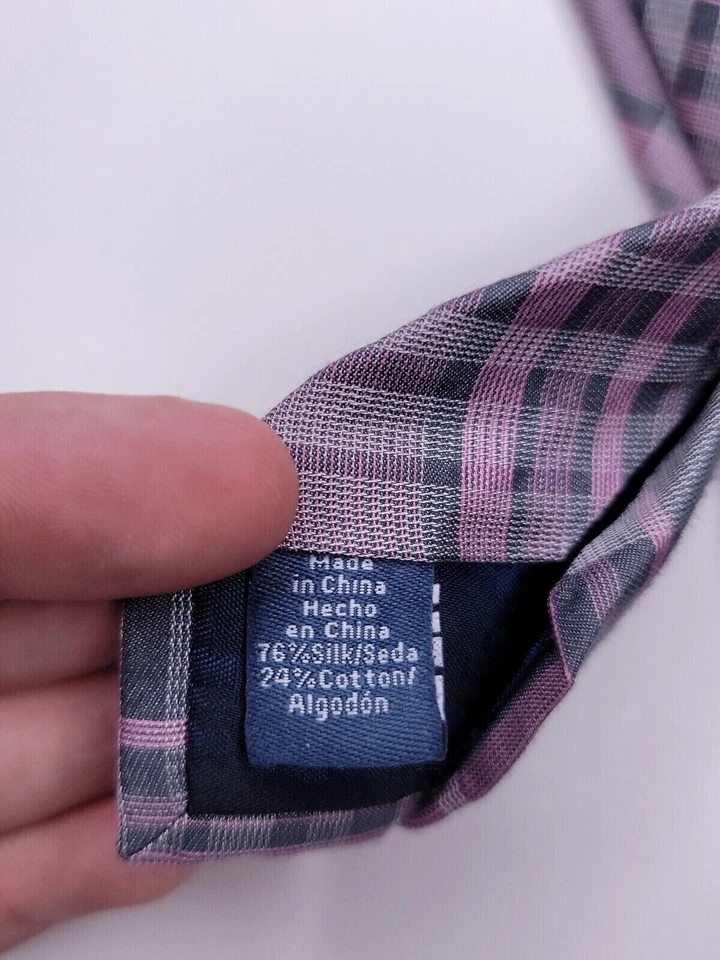 Made
in China
Hecho
en China
76%Silk/Seda
24%Cotton/
Algodón